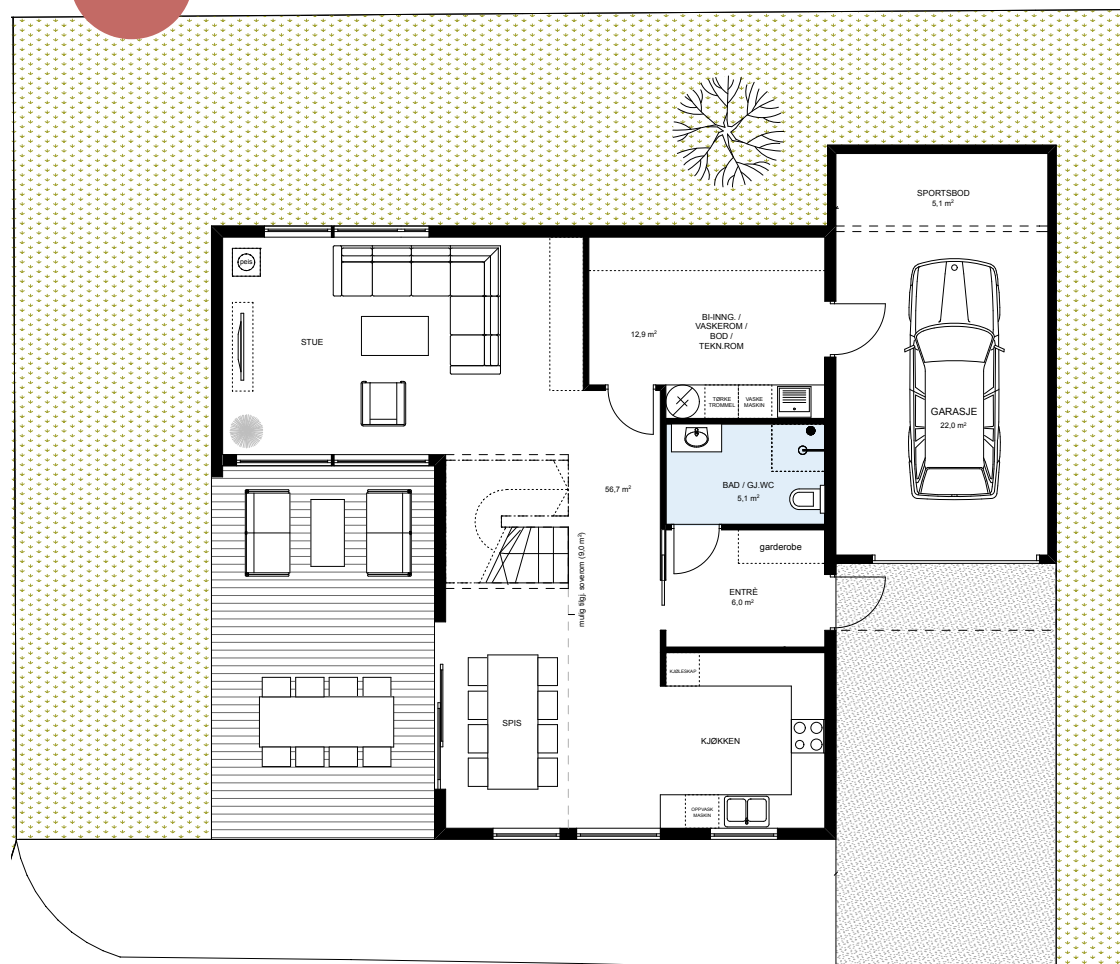 SPORTSBOD
5,1 m²
peis
STUE
BI-INNG. /
VASKEROM /
BOD /
TEKN.ROM
12,9 m²
TØRKE
TROMMEL
VASKE
MASKIN
GARASJE
22,0 m²
BAD / GJ.WC
5,1 m²
56,7 m²
garderobe
mulig tilgj. soverom (9,0 m²)
ENTRÈ
6,0 m²
KJØLESKAP
SPIS
KJØKKEN
OPPVASK
MASKIN